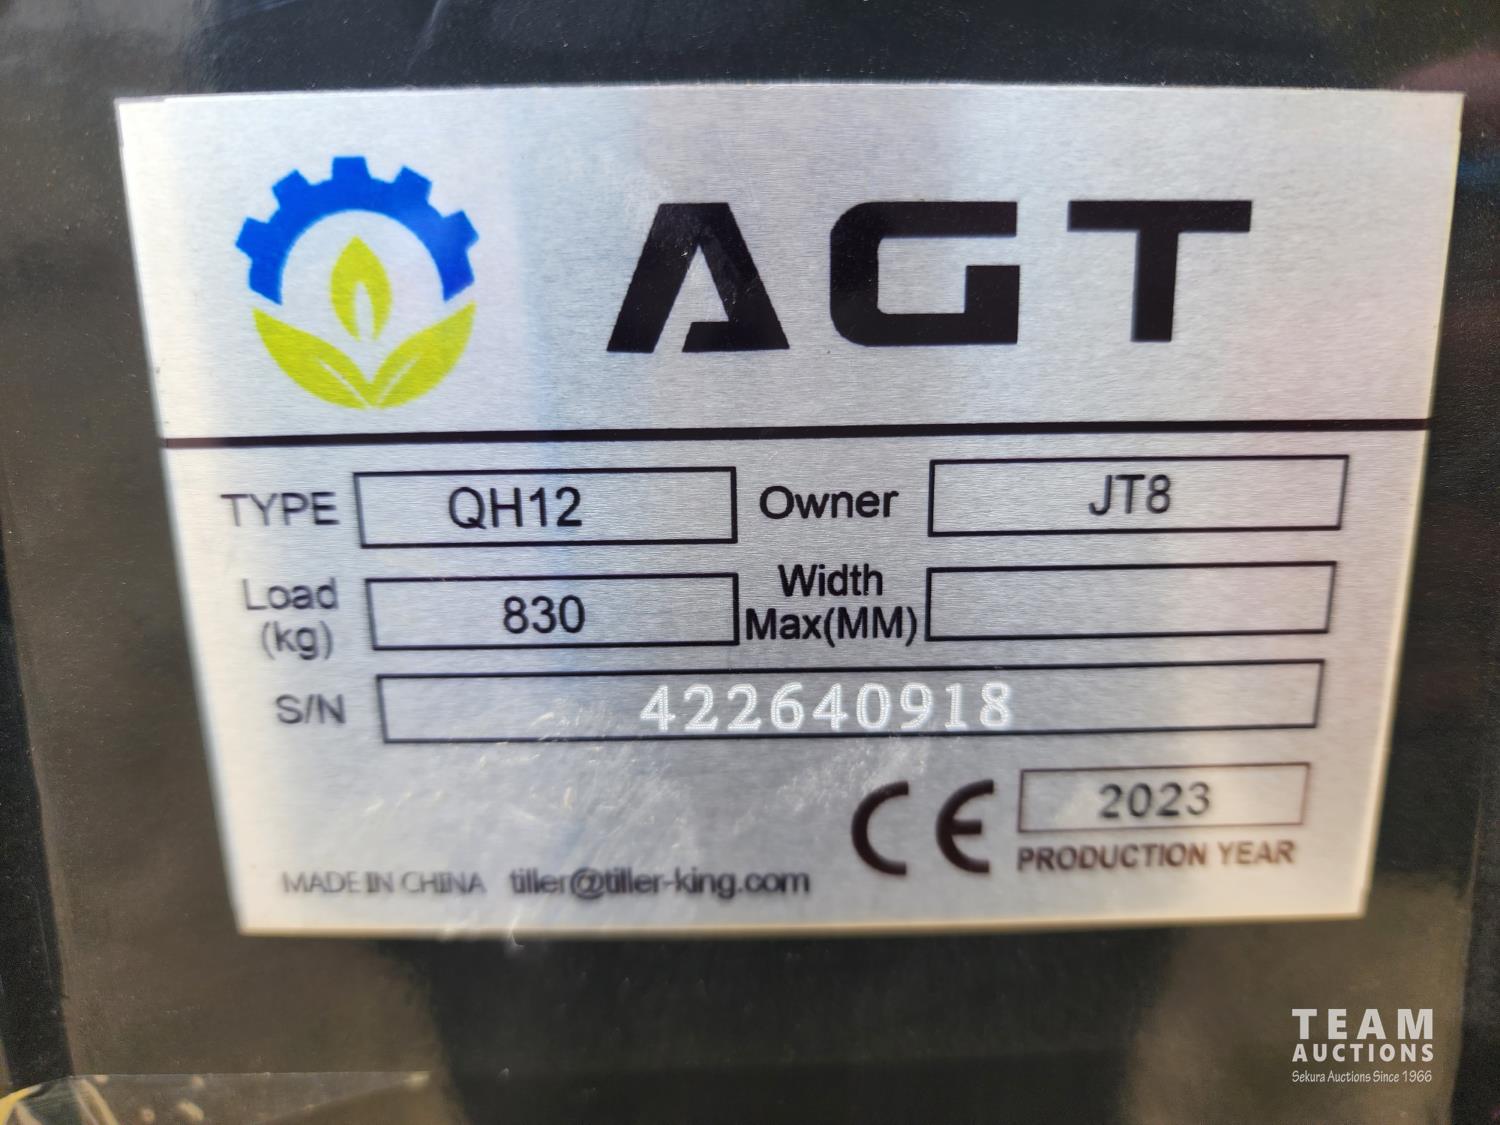 AGT
TYPE QH12 Owner JT8
Load (kg) 830 Width Max(MM)
S/N 422640918
CE 2023
PRODUCTION YEAR
MADE IN CHINA tiller@tiller-king.com
TEAM
AUCTIONS
Sekura Auctions Since 1966